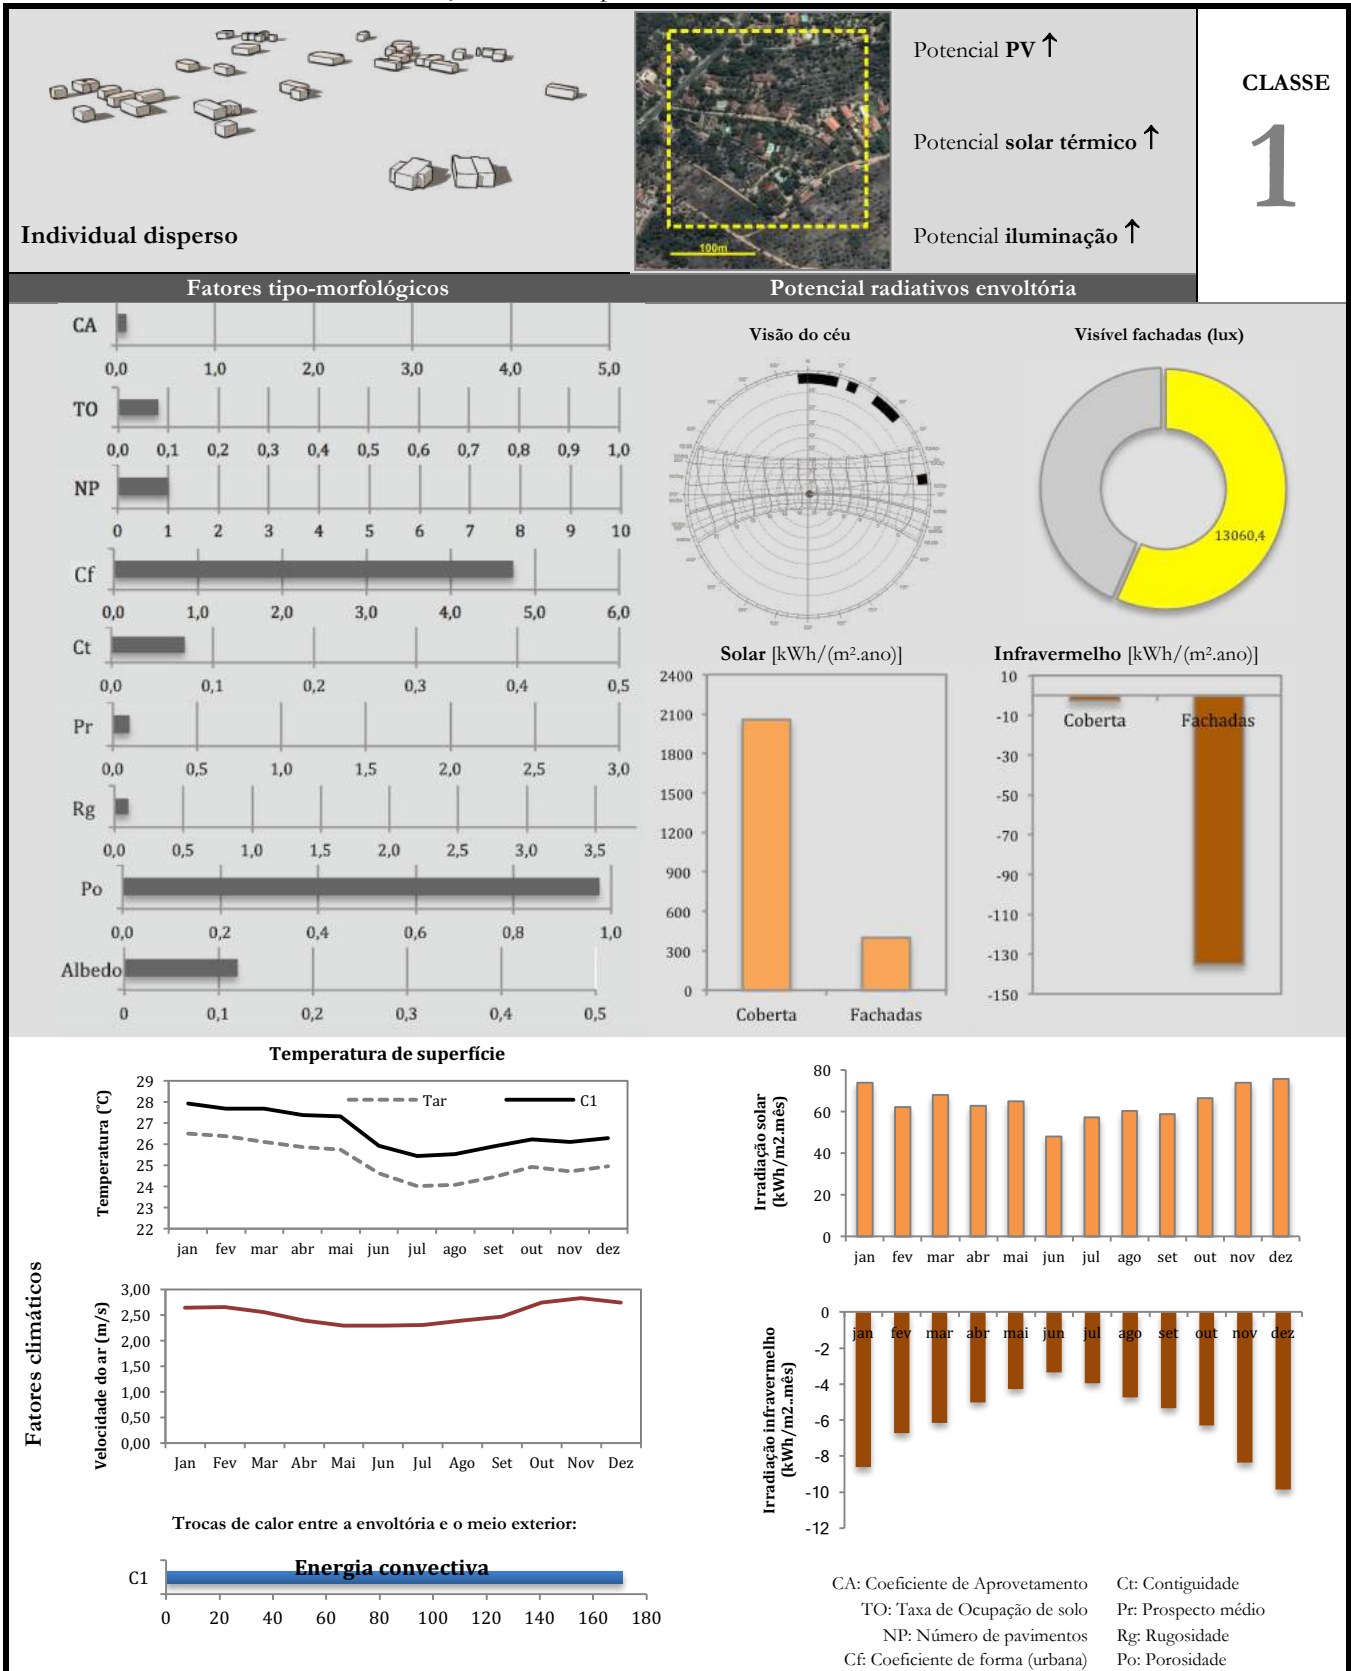 Potencial PV ↑
CLASSE
1
Potencial solar térmico ↑
Potencial iluminação ↑
Individual disperso
100m
Fatores tipo-morfológicos
Potencial radiativos envoltória
CA
0,0 1,0 2,0 3,0 4,0 5,0
TO
0,0 0,1 0,2 0,3 0,4 0,5 0,6 0,7 0,8 0,9 1,0
NP
0 1 2 3 4 5 6 7 8 9 10
Cf
0,0 1,0 2,0 3,0 4,0 5,0 6,0
Ct
0,0 0,1 0,2 0,3 0,4 0,5
Pr
0,0 0,5 1,0 1,5 2,0 2,5 3,0
Rg
0,0 0,5 1,0 1,5 2,0 2,5 3,0 3,5
Po
0,0 0,2 0,4 0,6 0,8 1,0
Albedo
0 0,1 0,2 0,3 0,4 0,5
Visão do céu
Visível fachadas (lux)
13060,4
Solar [kWh/(m².ano)]
2400
2100
1800
1500
1200
900
600
300
0
Coberta Fachadas
Infravermelho [kWh/(m².ano)]
10
-10
-30
-50
-70
-90
-110
-130
-150
Coberta Fachadas
Fatores climáticos
Temperatura de superfície
Temperatura (°C)
29
28
27
26
25
24
23
22
Tar C1
jan fev mar abr mai jun jul ago set out nov dez
Irradiação solar
(kWh/m2.mês)
80
60
40
20
0
jan fev mar abr mai jun jul ago set out nov dez
Velocidade do ar (m/s)
3,00
2,50
2,00
1,50
1,00
0,50
0,00
Jan Fev Mar Abr Mai Jun Jul Ago Set Out Nov Dez
Irradiação infravermelho
(kWh/m2..mês)
0
-2
-4
-6
-8
-10
-12
jan fev mar abr mai jun jul ago set out nov dez
Trocas de calor entre a envoltória e o meio exterior:
Energia convectiva
C1
0 20 40 60 80 100 120 140 160 180
CA: Coeficiente de Aprovetamento Ct: Contiguidade
TO: Taxa de Ocupação de solo Pr: Prospecto médio
NP: Número de pavimentos Rg: Rugosidade
Cf: Coeficiente de forma (urbana) Po: Porosidade